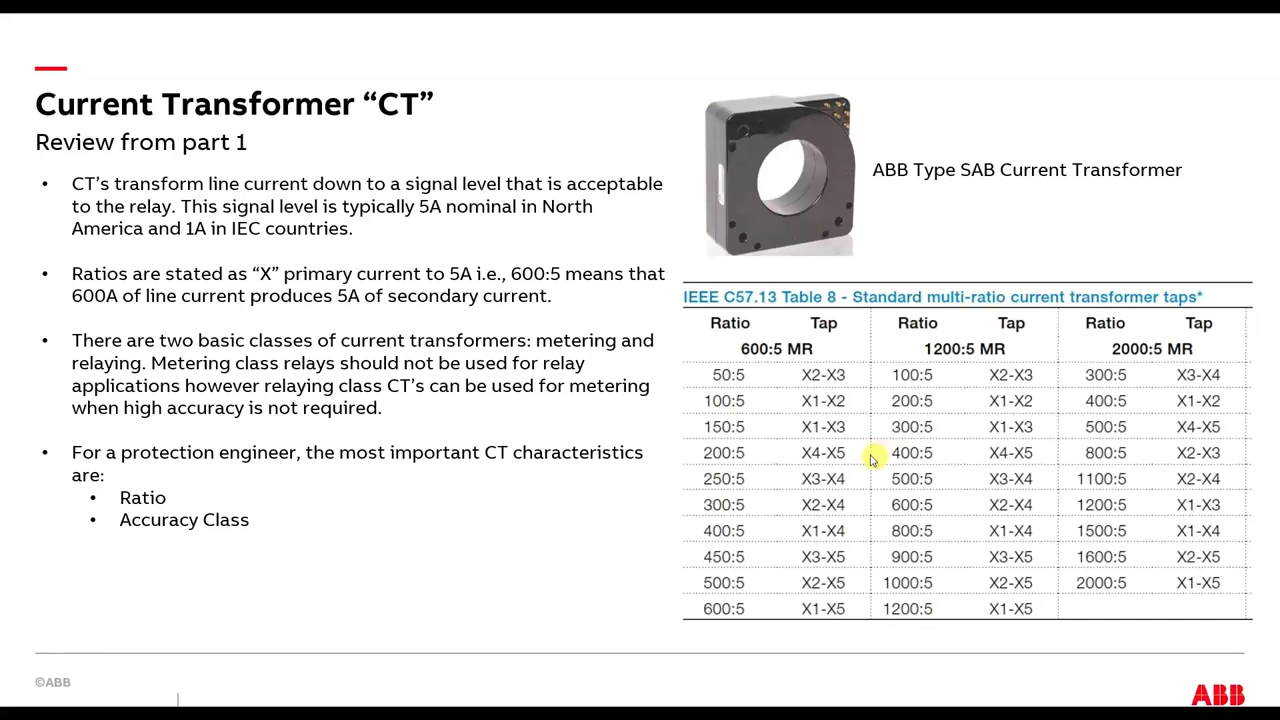 Current Transformer “CT”
Review from part 1
• CT’s transform line current down to a signal level that is acceptable
to the relay. This signal level is typically 5A nominal in North
America and 1A in IEC countries.
• Ratios are stated as “X” primary current to 5A i.e., 600:5 means that
600A of line current produces 5A of secondary current.
• There are two basic classes of current transformers: metering and
relaying. Metering class relays should not be used for relay
applications however relaying class CT’s can be used for metering
when high accuracy is not required.
• For a protection engineer, the most important CT characteristics
are:
• Ratio
• Accuracy Class
ABB Type SAB Current Transformer
IEEE C57.13 Table 8 - Standard multi-ratio current transformer taps*
Ratio Tap Ratio Tap Ratio Tap
600:5 MR 1200:5 MR 2000:5 MR
50:5 X2-X3 100:5 X2-X3 300:5 X3-X4
100:5 X1-X2 200:5 X1-X2 400:5 X1-X2
150:5 X1-X3 300:5 X1-X3 500:5 X4-X5
200:5 X4-X5 400:5 X4-X5 800:5 X2-X3
250:5 X3-X4 500:5 X3-X4 1100:5 X2-X4
300:5 X2-X4 600:5 X2-X4 1200:5 X1-X3
400:5 X1-X4 800:5 X1-X4 1500:5 X1-X4
450:5 X3-X5 900:5 X3-X5 1600:5 X2-X5
500:5 X2-X5 1000:5 X2-X5 2000:5 X1-X5
600:5 X1-X5 1200:5 X1-X5
©ABB
ABB